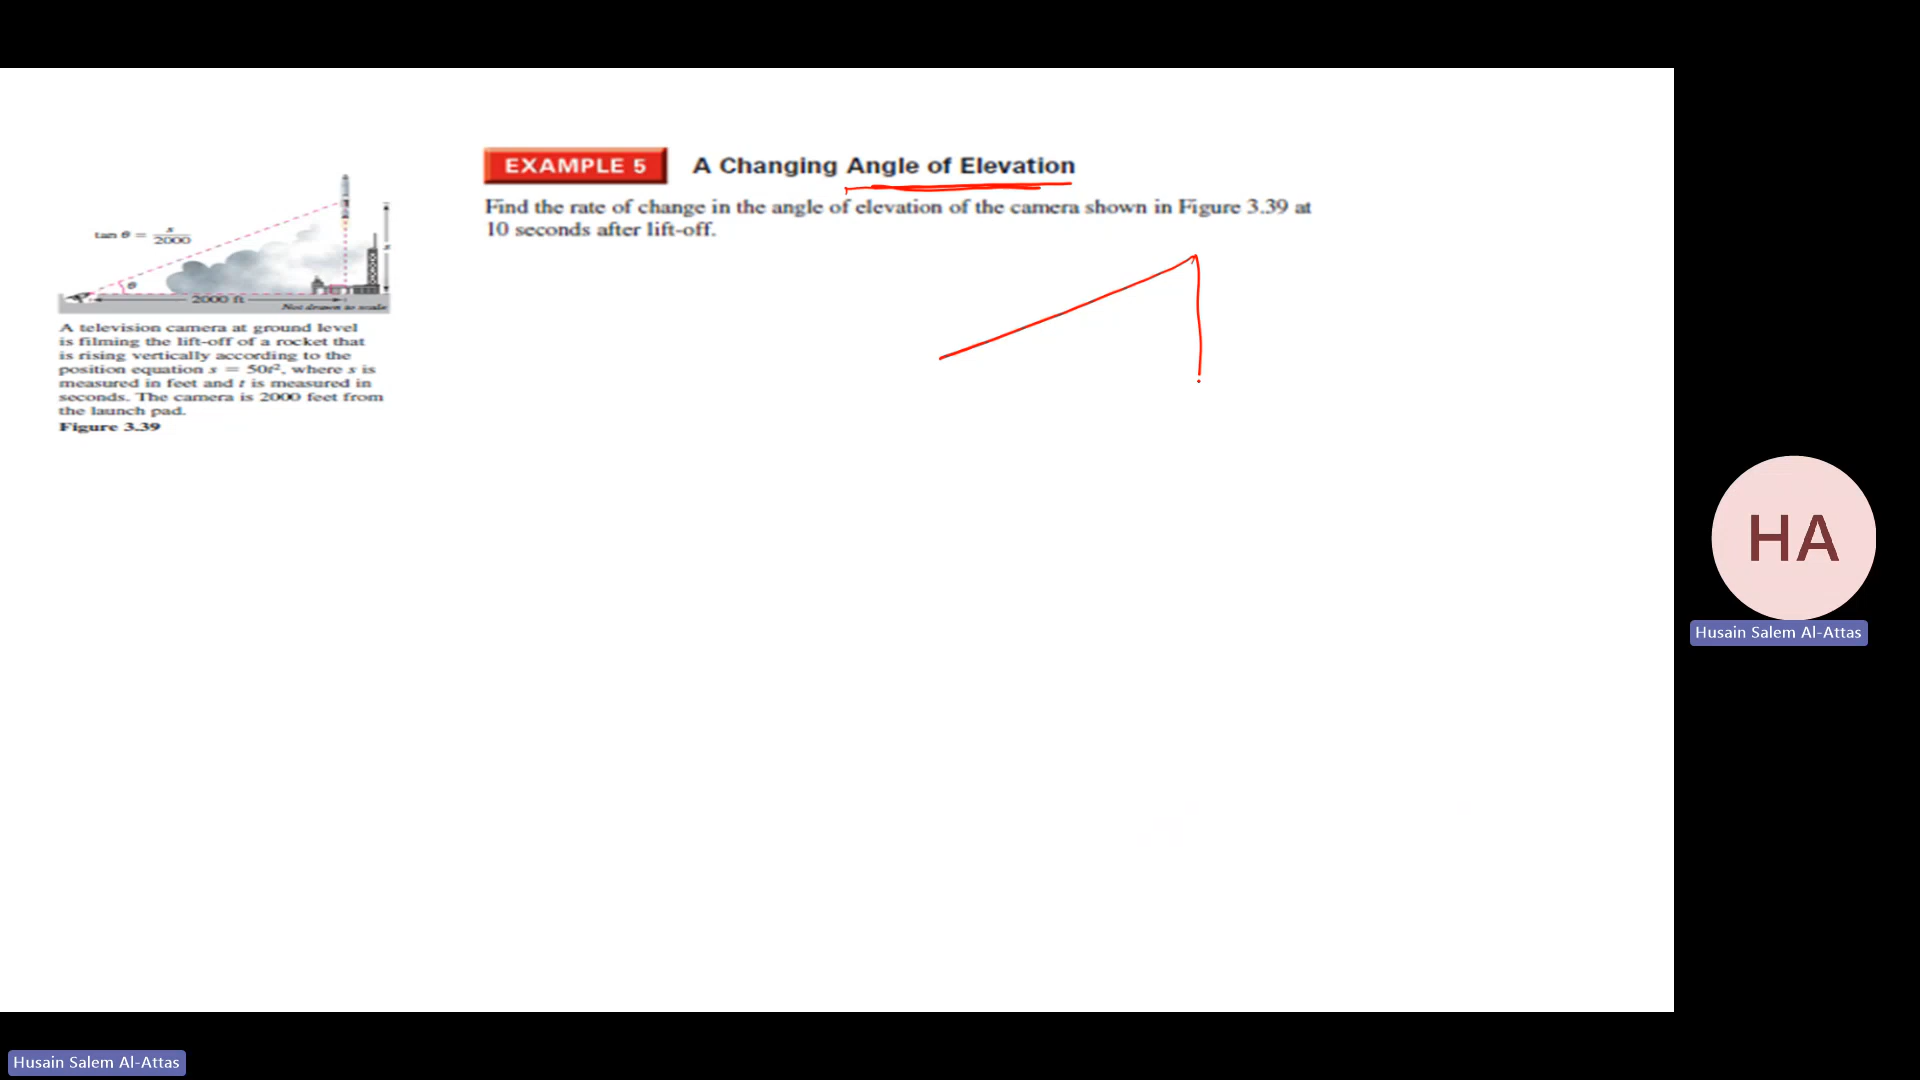 EXAMPLE 5 A Changing Angle of Elevation
Find the rate of change in the angle of elevation of the camera shown in Figure 3.39 at
10 seconds after lift-off.
tan θ = s/2000
s
θ
2000 ft
Not drawn to scale
A television camera at ground level
is filming the lift-off of a rocket that
is rising vertically according to the
position equation s = 50t², where s is
measured in feet and t is measured in
seconds. The camera is 2000 feet from
the launch pad.
Figure 3.39
HA
Husain Salem Al-Attas
Husain Salem Al-Attas